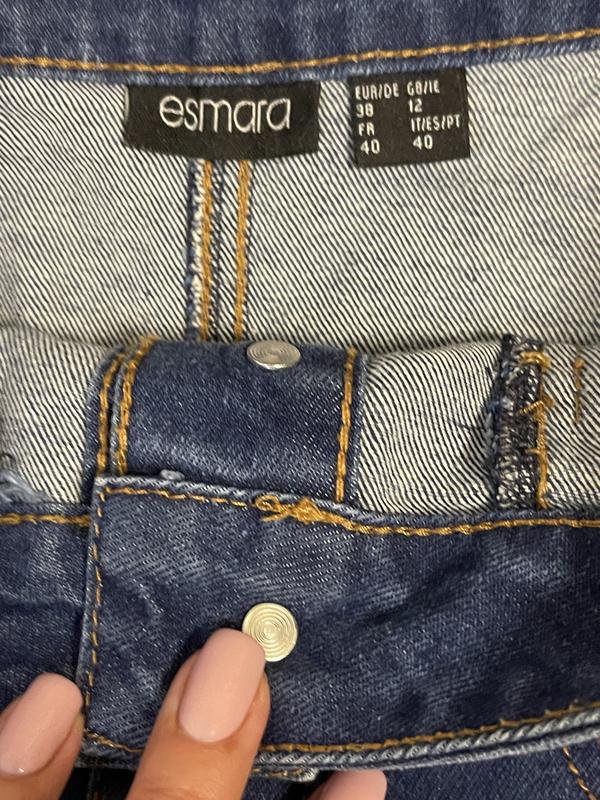 esmara
EUR/DE GB/IE
38 12
FR IT/ES/PT
40 40